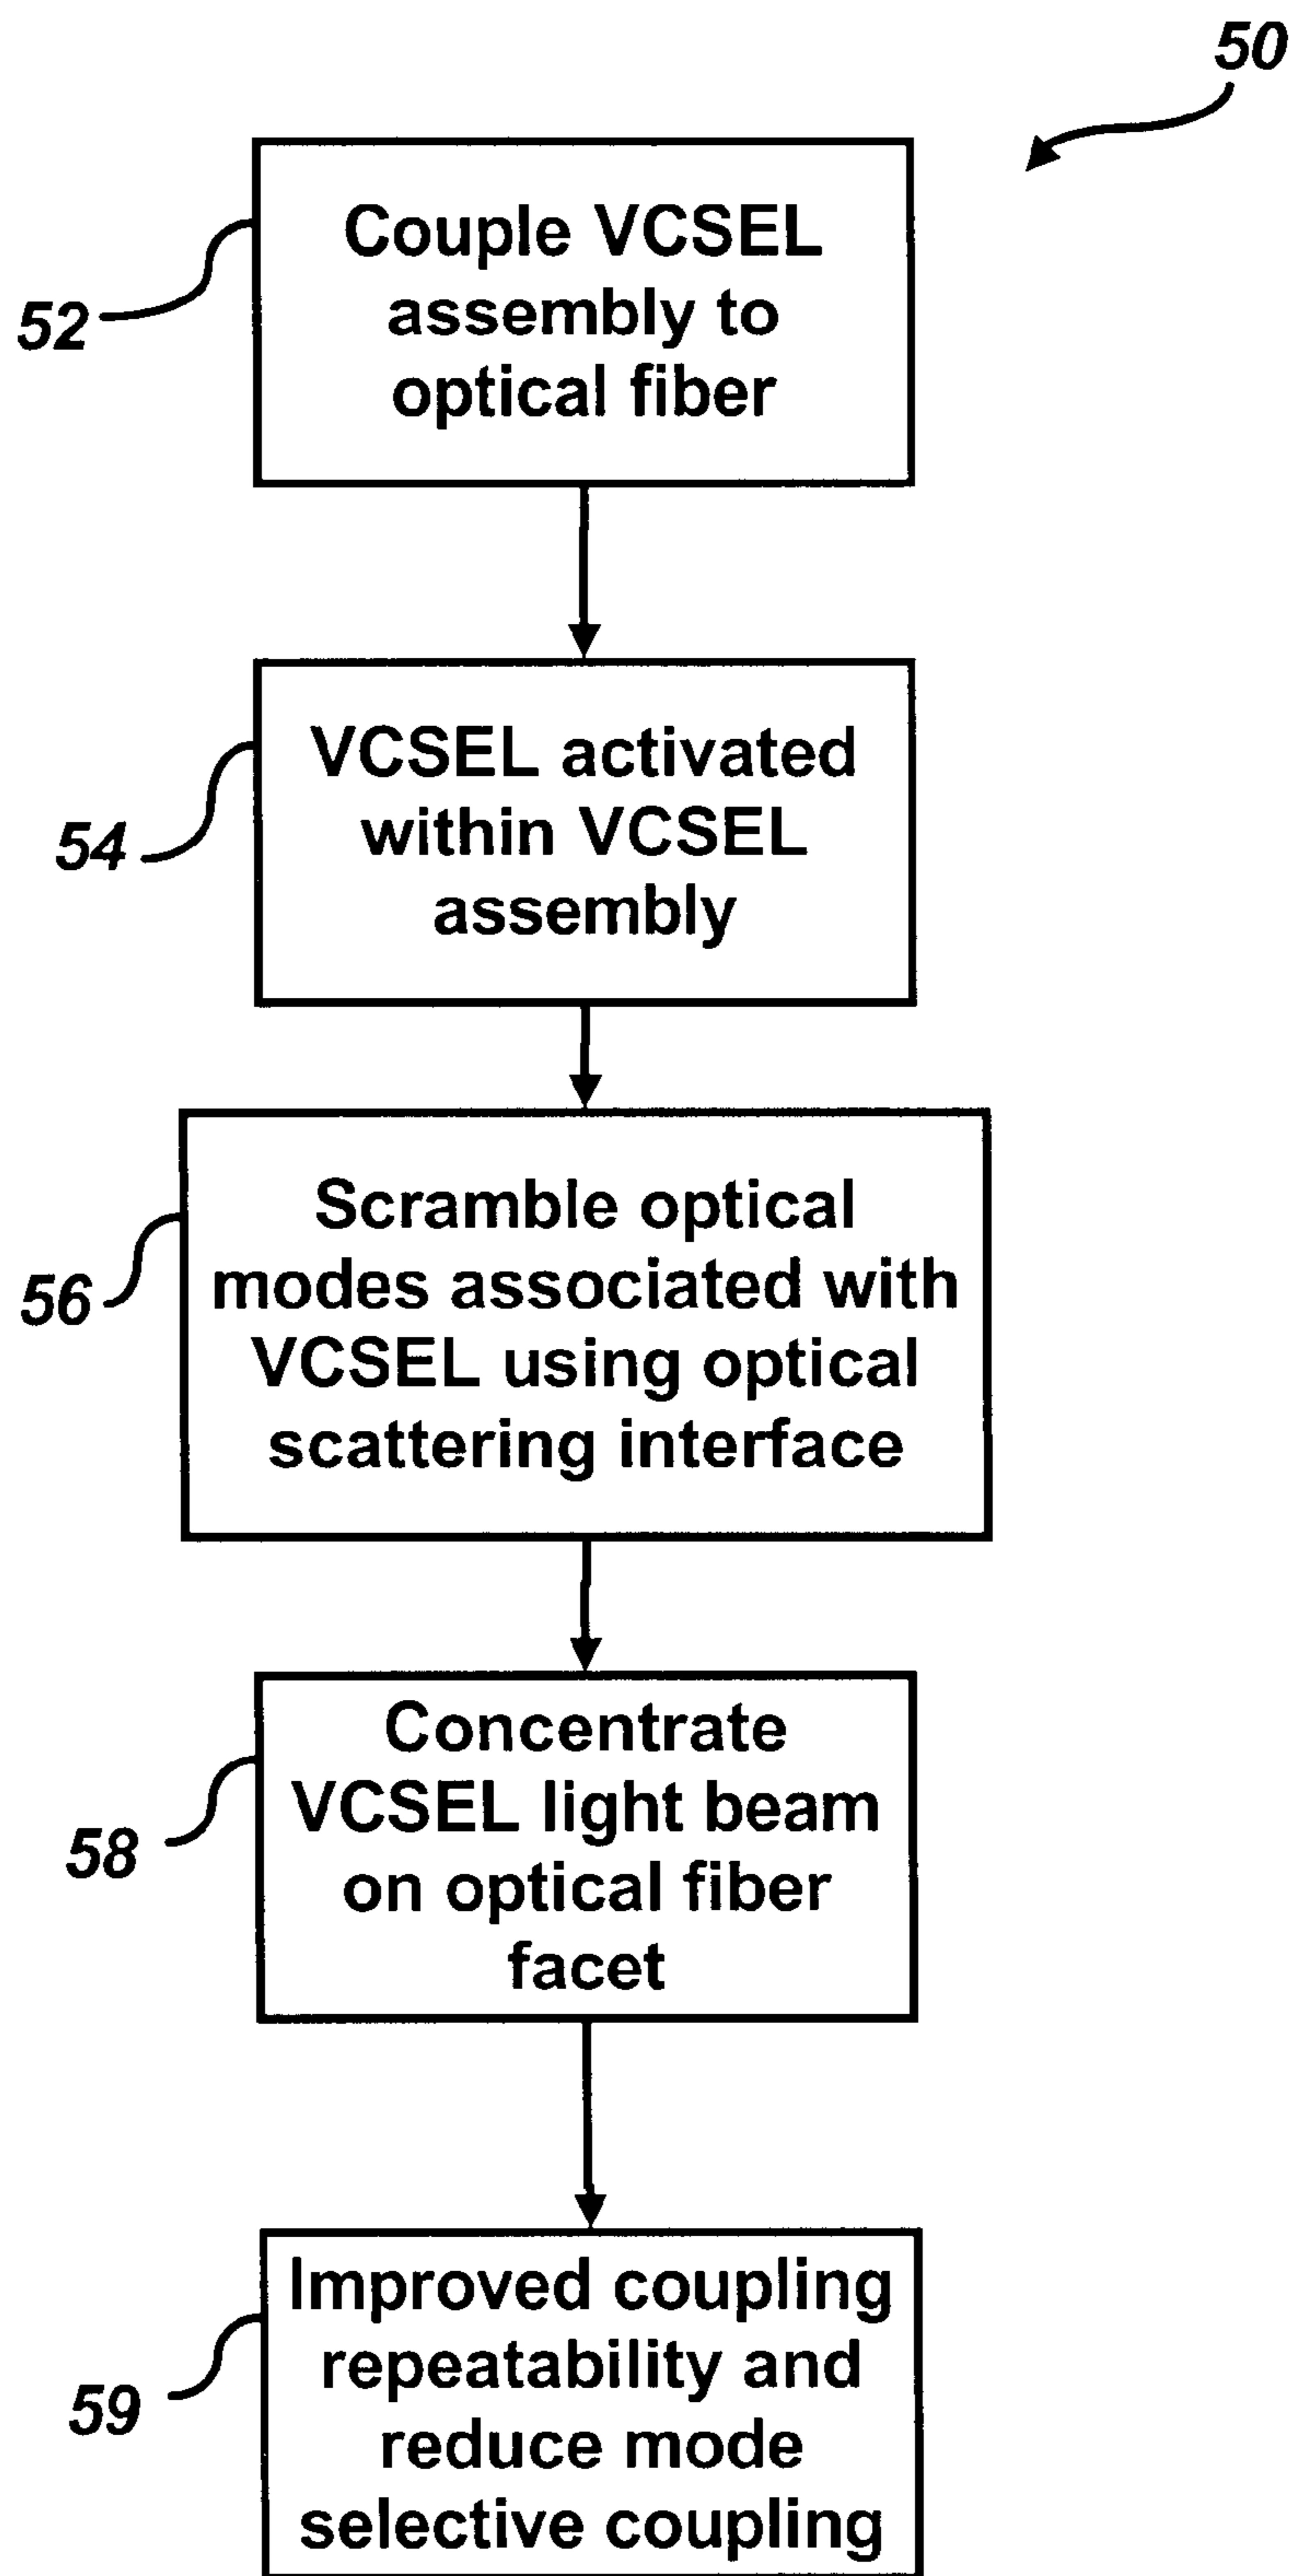 50
52
Couple VCSEL
assembly to
optical fiber
54
VCSEL activated
within VCSEL
assembly
56
Scramble optical
modes associated with
VCSEL using optical
scattering interface
58
Concentrate
VCSEL light beam
on optical fiber
facet
59
Improved coupling
repeatability and
reduce mode
selective coupling